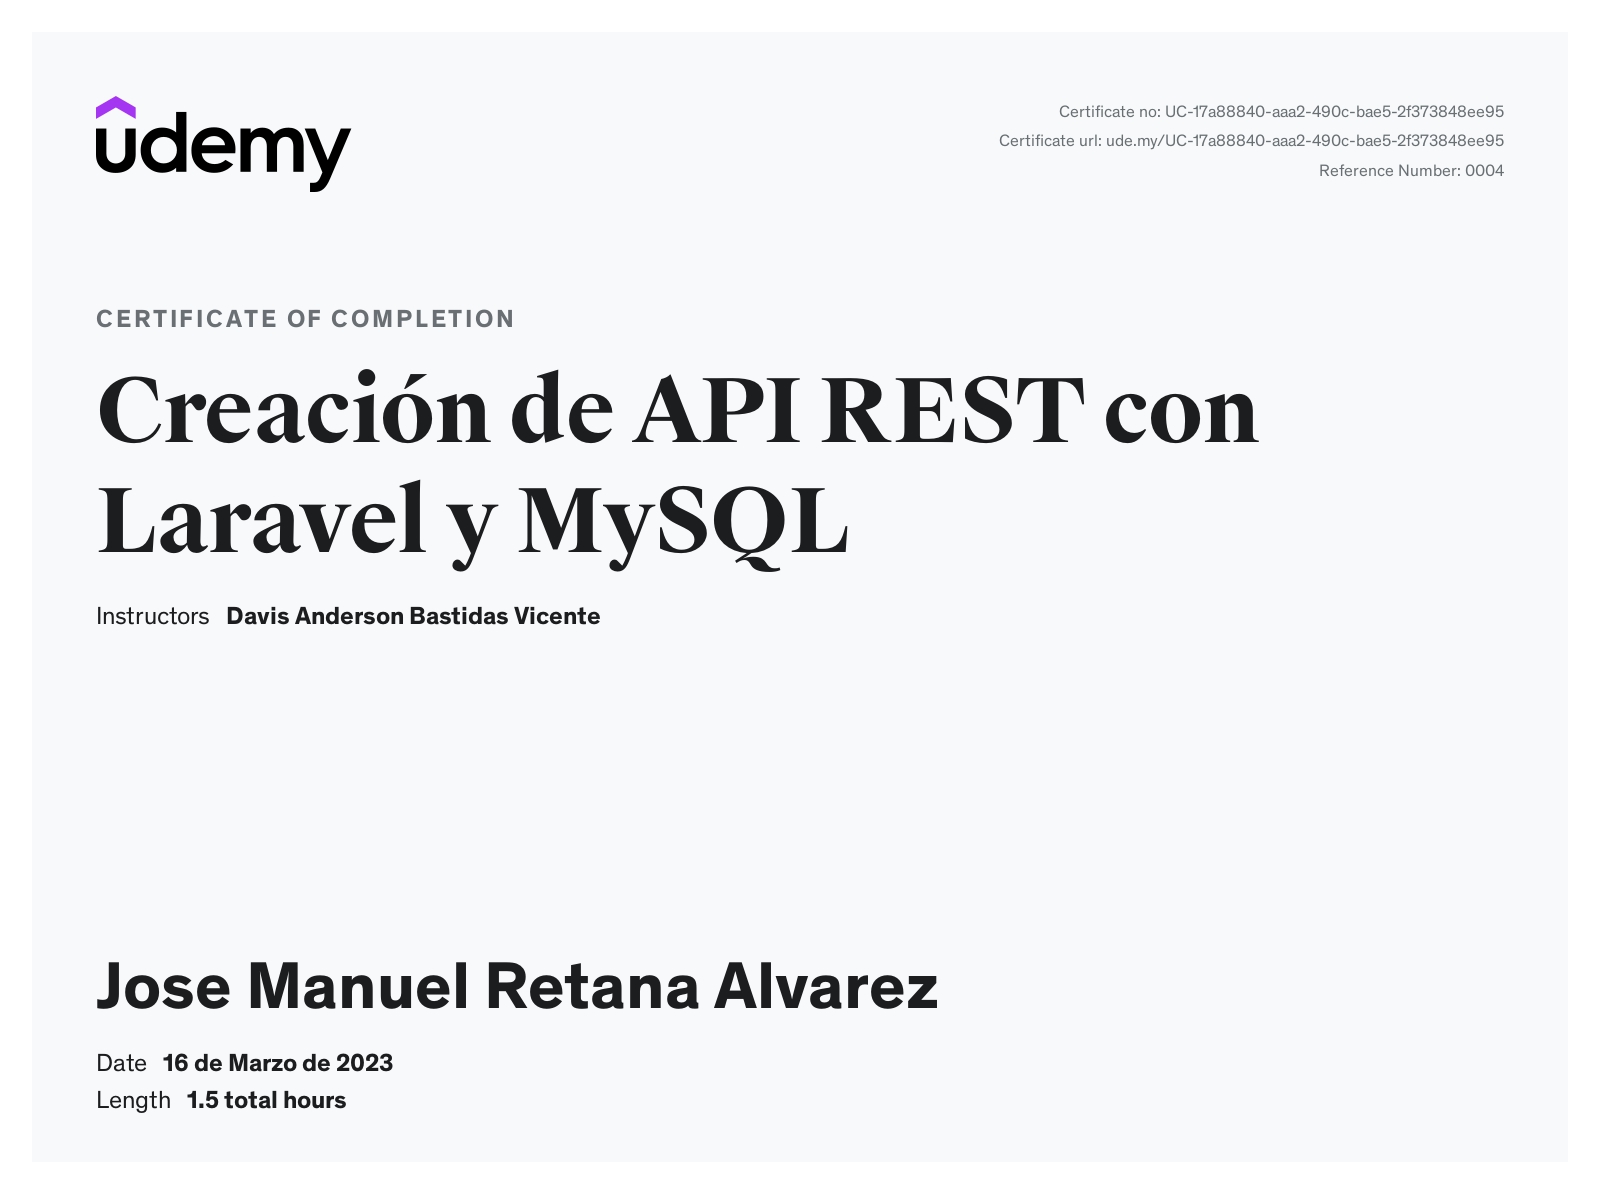 udemy
Certificate no: UC-17a88840-aaa2-490c-bae5-2f373848ee95
Certificate url: ude.my/UC-17a88840-aaa2-490c-bae5-2f373848ee95
Reference Number: 0004
CERTIFICATE OF COMPLETION
Creación de API REST con
Laravel y MySQL
Instructors Davis Anderson Bastidas Vicente
Jose Manuel Retana Alvarez
Date 16 de Marzo de 2023
Length 1.5 total hours